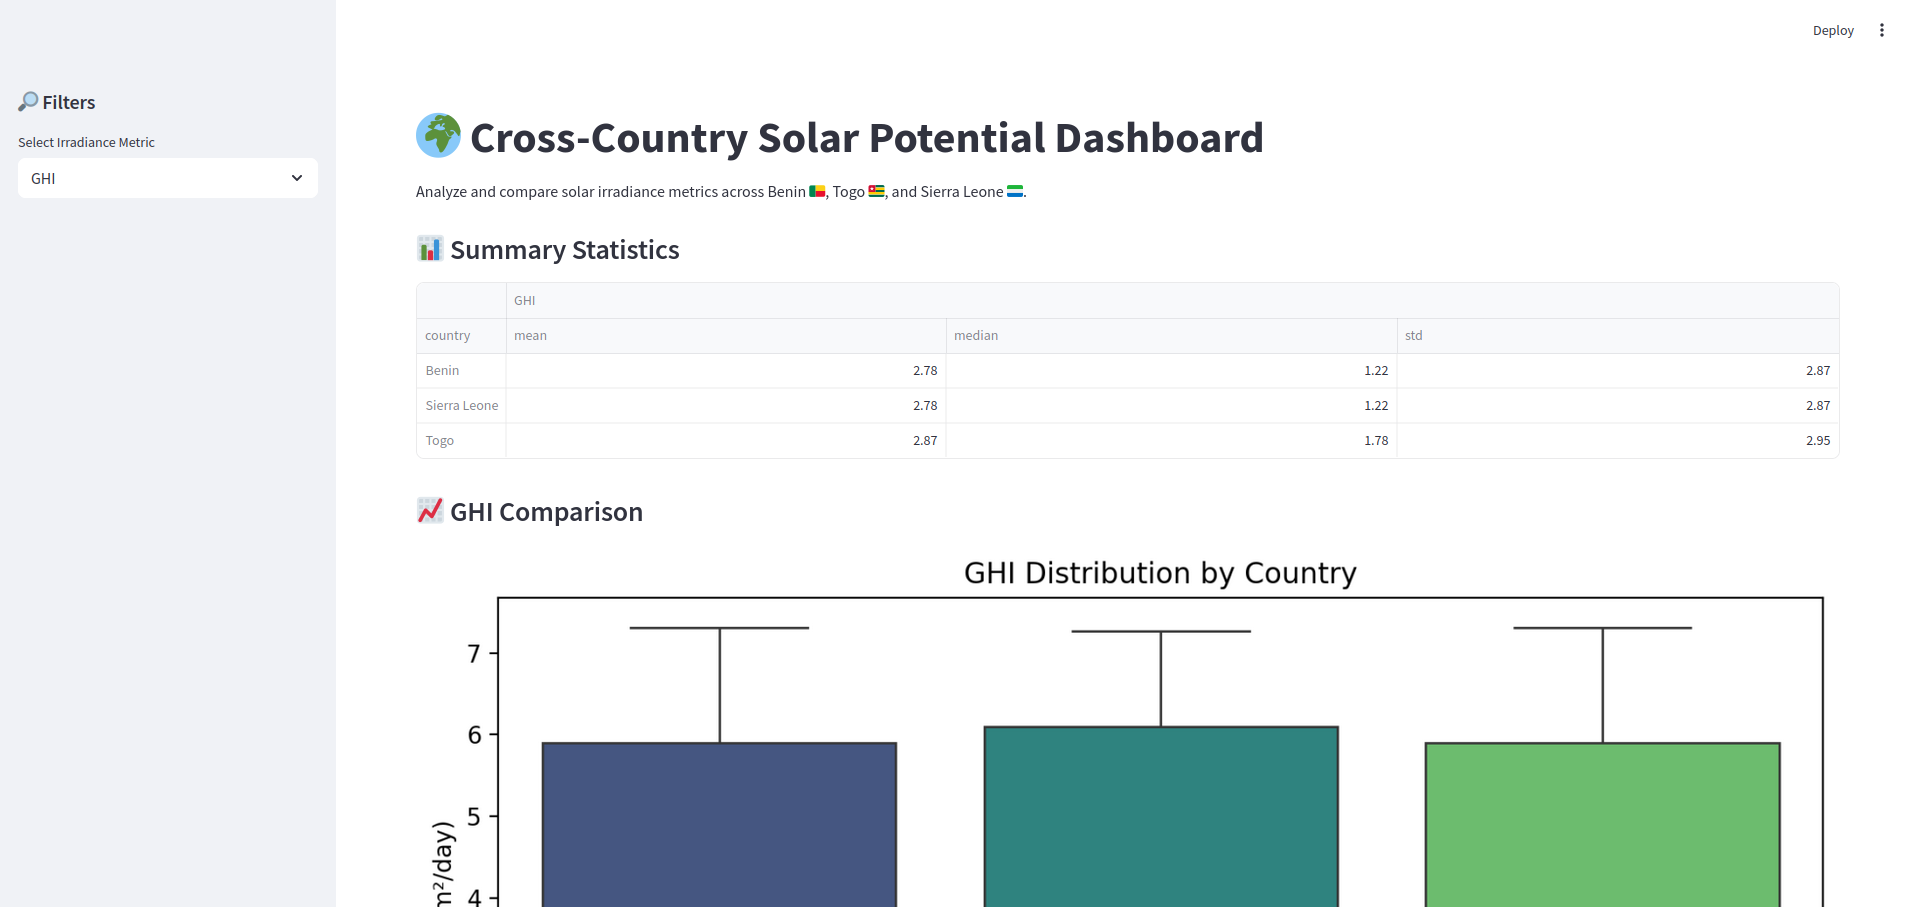 Deploy
Filters
Select Irradiance Metric
GHI
Cross-Country Solar Potential Dashboard
Analyze and compare solar irradiance metrics across Benin 🇧🇯, Togo 🇹🇬, and Sierra Leone 🇸🇱.
Summary Statistics
GHI
country mean median std
Benin 2.78 1.22 2.87
Sierra Leone 2.78 1.22 2.87
Togo 2.87 1.78 2.95
GHI Comparison
GHI Distribution by Country
7
6
5
4
m²/day)